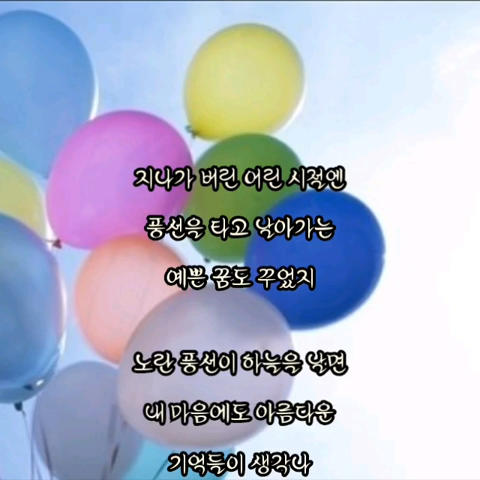 지나가 버린 어린 시절엔
풍선을 타고 날아가는
예쁜 꿈도 꾸었지
노란 풍선이 하늘을 날면
내 마음에도 아름다운
기억들이 생각나